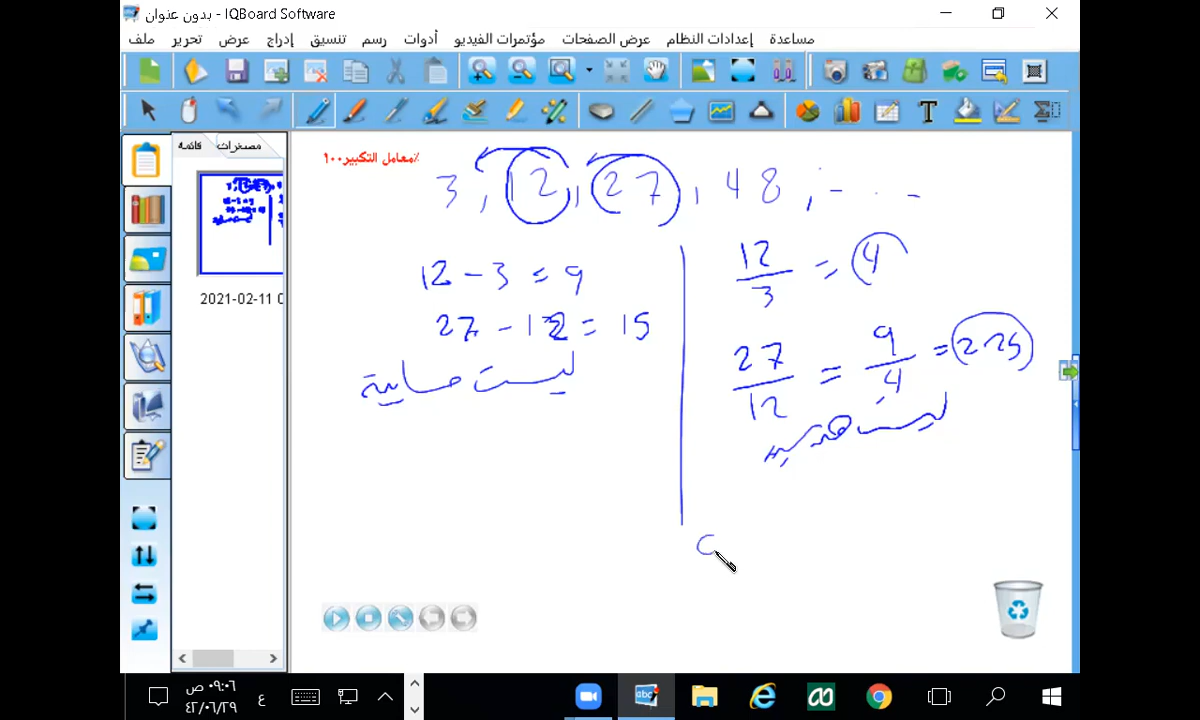 بدون عنوان - IQBoard Software
ملف تحرير عرض إدراج تنسيق رسم أدوات مؤتمرات الفيديو عرض الصفحات إعدادات النظام مساعدة
قائمة مصغرات
٪معامل التكبير١٠٠
3 , 12 , 27 , 48 , - . . -
12 - 3 = 9
27 - 12 = 15
ليست حسابية
12/3 = 4
27/12 = 9/4 = 2.25
ليست هندسية
2021-02-11
٠٩:٠٦ ص
٤٢/٠٦/٢٩
ع
abc